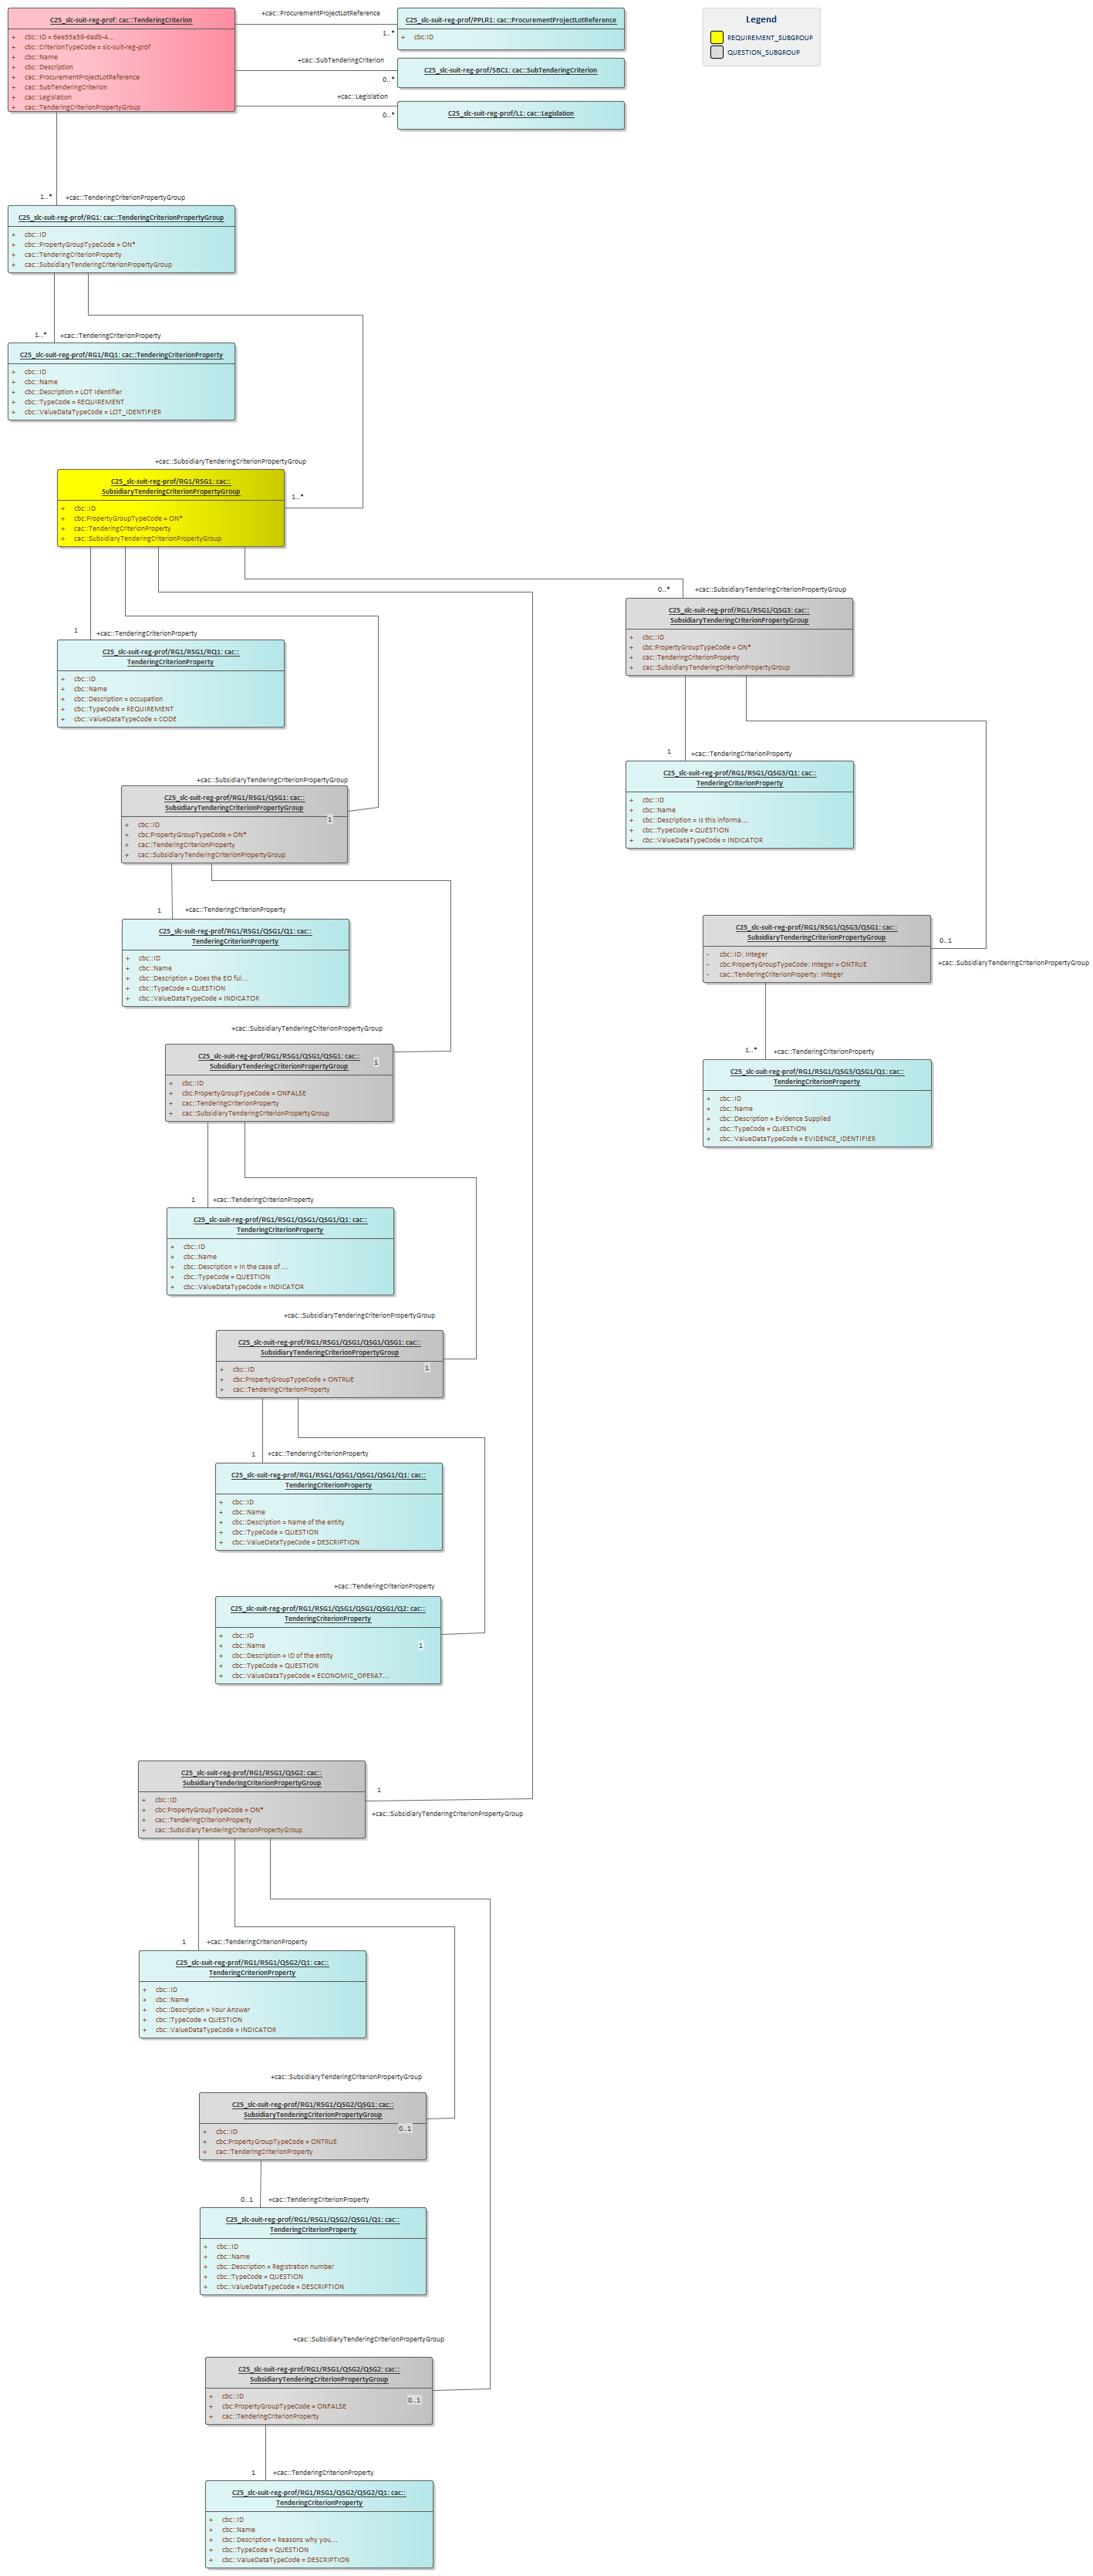 C25_slc-suit-reg-prof: cac::TenderingCriterion
+ cbc::ID = 6ee55a59-6adb-4...
+ cbc::CriterionTypeCode = slc-suit-reg-prof
+ cbc::Name
+ cbc::Description
+ cac::ProcurementProjectLotReference
+ cac::SubTenderingCriterion
+ cac::Legislation
+ cac::TenderingCriterionPropertyGroup
+cac::ProcurementProjectLotReference
1..*
C25_slc-suit-reg-prof/PPLR1: cac::ProcurementProjectLotReference
+ cbc:ID
+cac::SubTenderingCriterion
0..*
C25_slc-suit-reg-prof/SBC1: cac::SubTenderingCriterion
+cac::Legislation
0..*
C25_slc-suit-reg-prof/L1: cac::Legislation
Legend
REQUIREMENT_SUBGROUP
QUESTION_SUBGROUP
1..* +cac::TenderingCriterionPropertyGroup
C25_slc-suit-reg-prof/RG1: cac::TenderingCriterionPropertyGroup
+ cbc::ID
+ cbc::PropertyGroupTypeCode = ON*
+ cac::TenderingCriterionProperty
+ cac::SubsidiaryTenderingCriterionPropertyGroup
1..* +cac::TenderingCriterionProperty
C25_slc-suit-reg-prof/RG1/RQ1: cac::TenderingCriterionProperty
+ cbc::ID
+ cbc::Name
+ cbc::Description = LOT Identifier
+ cbc::TypeCode = REQUIREMENT
+ cbc::ValueDataTypeCode = LOT_IDENTIFIER
+cac::SubsidiaryTenderingCriterionPropertyGroup
1..*
C25_slc-suit-reg-prof/RG1/RSG1: cac::
SubsidiaryTenderingCriterionPropertyGroup
+ cbc::ID
+ cbc:PropertyGroupTypeCode = ON*
+ cac::TenderingCriterionProperty
+ cac::SubsidiaryTenderingCriterionPropertyGroup
0..* +cac::SubsidiaryTenderingCriterionPropertyGroup
C25_slc-suit-reg-prof/RG1/RSG1/QSG3: cac::
SubsidiaryTenderingCriterionPropertyGroup
+ cbc::ID
+ cbc:PropertyGroupTypeCode = ON*
+ cac::TenderingCriterionProperty
+ cac::SubsidiaryTenderingCriterionPropertyGroup
1 +cac::TenderingCriterionProperty
C25_slc-suit-reg-prof/RG1/RSG1/RQ1: cac::
TenderingCriterionProperty
+ cbc::ID
+ cbc::Name
+ cbc::Description = occupation
+ cbc::TypeCode = REQUIREMENT
+ cbc::ValueDataTypeCode = CODE
1 +cac::TenderingCriterionProperty
C25_slc-suit-reg-prof/RG1/RSG1/QSG3/Q1: cac::
TenderingCriterionProperty
+ cbc::ID
+ cbc::Name
+ cbc::Description = Is this informa...
+ cbc::TypeCode = QUESTION
+ cbc::ValueDataTypeCode = INDICATOR
+cac::SubsidiaryTenderingCriterionPropertyGroup
C25_slc-suit-reg-prof/RG1/RSG1/QSG1: cac::
SubsidiaryTenderingCriterionPropertyGroup
1
+ cbc::ID
+ cbc:PropertyGroupTypeCode = ON*
+ cac::TenderingCriterionProperty
+ cac::SubsidiaryTenderingCriterionPropertyGroup
1 +cac::TenderingCriterionProperty
C25_slc-suit-reg-prof/RG1/RSG1/QSG1/Q1: cac::
TenderingCriterionProperty
+ cbc::ID
+ cbc::Name
+ cbc::Description = Does the EO ful...
+ cbc::TypeCode = QUESTION
+ cbc::ValueDataTypeCode = INDICATOR
C25_slc-suit-reg-prof/RG1/RSG1/QSG3/QSG1: cac::
SubsidiaryTenderingCriterionPropertyGroup
- cbc::ID: Integer
- cbc:PropertyGroupTypeCode: Integer = ONTRUE
- cac::TenderingCriterionProperty: Integer
0..1
+cac::SubsidiaryTenderingCriterionPropertyGroup
1..* +cac::TenderingCriterionProperty
C25_slc-suit-reg-prof/RG1/RSG1/QSG3/QSG1/Q1: cac::
TenderingCriterionProperty
+ cbc::ID
+ cbc::Name
+ cbc::Description = Evidence Supplied
+ cbc::TypeCode = QUESTION
+ cbc::ValueDataTypeCode = EVIDENCE_IDENTIFIER
+cac::SubsidiaryTenderingCriterionPropertyGroup
C25_slc-suit-reg-prof/RG1/RSG1/QSG1/QSG1: cac::
SubsidiaryTenderingCriterionPropertyGroup
1
+ cbc::ID
+ cbc:PropertyGroupTypeCode = ONFALSE
+ cac::TenderingCriterionProperty
+ cac::SubsidiaryTenderingCriterionPropertyGroup
1 +cac::TenderingCriterionProperty
C25_slc-suit-reg-prof/RG1/RSG1/QSG1/QSG1/Q1: cac::
TenderingCriterionProperty
+ cbc::ID
+ cbc::Name
+ cbc::Description = In the case of ...
+ cbc::TypeCode = QUESTION
+ cbc::ValueDataTypeCode = INDICATOR
+cac::SubsidiaryTenderingCriterionPropertyGroup
C25_slc-suit-reg-prof/RG1/RSG1/QSG1/QSG1/QSG1: cac::
SubsidiaryTenderingCriterionPropertyGroup
1
+ cbc::ID
+ cbc:PropertyGroupTypeCode = ONTRUE
+ cac::TenderingCriterionProperty
1 +cac::TenderingCriterionProperty
C25_slc-suit-reg-prof/RG1/RSG1/QSG1/QSG1/QSG1/Q1: cac::
TenderingCriterionProperty
+ cbc::ID
+ cbc::Name
+ cbc::Description = Name of the entity
+ cbc::TypeCode = QUESTION
+ cbc::ValueDataTypeCode = DESCRIPTION
+cac::TenderingCriterionProperty
C25_slc-suit-reg-prof/RG1/RSG1/QSG1/QSG1/QSG1/Q2: cac::
TenderingCriterionProperty
+ cbc::ID
+ cbc::Name
1
+ cbc::Description = ID of the entity
+ cbc::TypeCode = QUESTION
+ cbc::ValueDataTypeCode = ECONOMIC_OPERAT...
C25_slc-suit-reg-prof/RG1/RSG1/QSG2: cac::
SubsidiaryTenderingCriterionPropertyGroup
+ cbc::ID
+ cbc:PropertyGroupTypeCode = ON*
+ cac::TenderingCriterionProperty
+ cac::SubsidiaryTenderingCriterionPropertyGroup
1
+cac::SubsidiaryTenderingCriterionPropertyGroup
1 +cac::TenderingCriterionProperty
C25_slc-suit-reg-prof/RG1/RSG1/QSG2/Q1: cac::
TenderingCriterionProperty
+ cbc::ID
+ cbc::Name
+ cbc::Description = Your Answer
+ cbc::TypeCode = QUESTION
+ cbc::ValueDataTypeCode = INDICATOR
+cac::SubsidiaryTenderingCriterionPropertyGroup
C25_slc-suit-reg-prof/RG1/RSG1/QSG2/QSG1: cac::
SubsidiaryTenderingCriterionPropertyGroup
0..1
+ cbc::ID
+ cbc:PropertyGroupTypeCode = ONTRUE
+ cac::TenderingCriterionProperty
0..1 +cac::TenderingCriterionProperty
C25_slc-suit-reg-prof/RG1/RSG1/QSG2/QSG1/Q1: cac::
TenderingCriterionProperty
+ cbc::ID
+ cbc::Name
+ cbc::Description = Registration number
+ cbc::TypeCode = QUESTION
+ cbc::ValueDataTypeCode = DESCRIPTION
+cac::SubsidiaryTenderingCriterionPropertyGroup
C25_slc-suit-reg-prof/RG1/RSG1/QSG2/QSG2: cac::
SubsidiaryTenderingCriterionPropertyGroup
0..1
+ cbc::ID
+ cbc:PropertyGroupTypeCode = ONFALSE
+ cac::TenderingCriterionProperty
1 +cac::TenderingCriterionProperty
C25_slc-suit-reg-prof/RG1/RSG1/QSG2/QSG2/Q1: cac::
TenderingCriterionProperty
+ cbc::ID
+ cbc::Name
+ cbc::Description = Reasons why you...
+ cbc::TypeCode = QUESTION
+ cbc::ValueDataTypeCode = DESCRIPTION